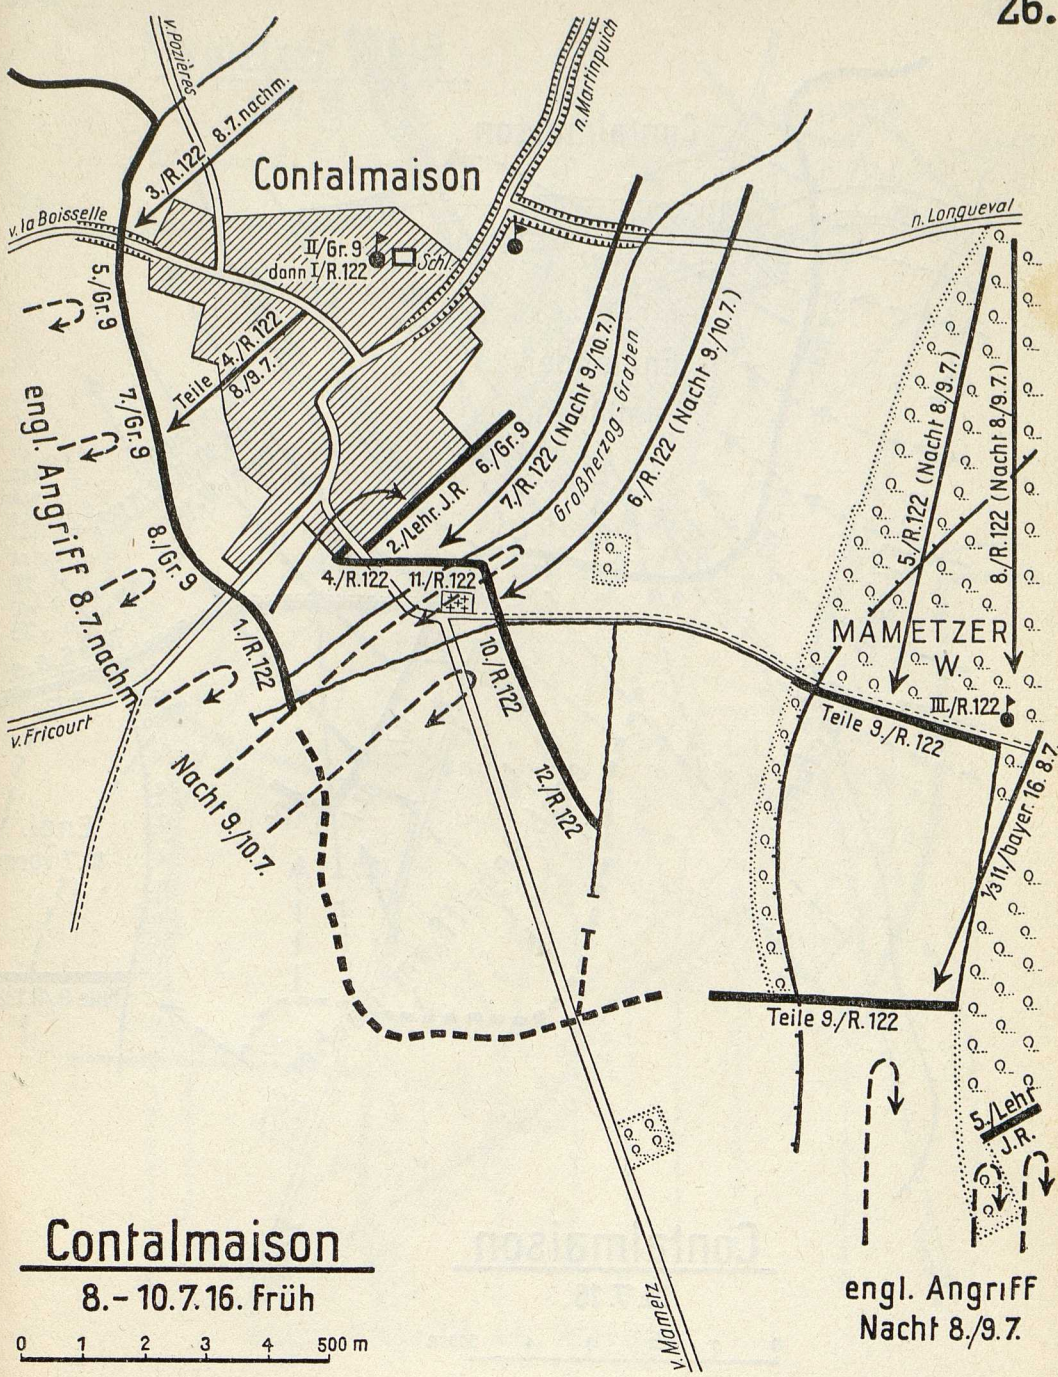 26.
v. Pozières
n. Martinpuich
8.7. nachm.
3./R.122
Contalmaison
v. la Boisselle
n. Longueval
II/Gr. 9
dann I/R.122
Schl.
5./Gr. 9
7./Gr. 9
8./Gr. 9
1./R.122
Teile 4./R.122
8./9.7.
engl. Angriff 8.7. nachm.
6./Gr. 9
2./Lehr. J.R.
7./R.122 (Nacht 9./10.7.)
Großherzog-Graben
6./R.122 (Nacht 9./10.7.)
5./R.122 (Nacht 8./9.7.)
8./R.122 (Nacht 8./9.7.)
4./R.122
11./R.122
10./R.122
12./R.122
MAMETZER
W.
III./R.122
Teile 9./R.122
v. Fricourt
Nacht 9./10.7.
⅓ 11./bayer. 16. 8.7.
Teile 9./R.122
5./Lehr
J.R.
Contalmaison
8.-10.7.16. Früh
0 1 2 3 4 500 m
v. Mametz
engl. Angriff
Nacht 8./9.7.